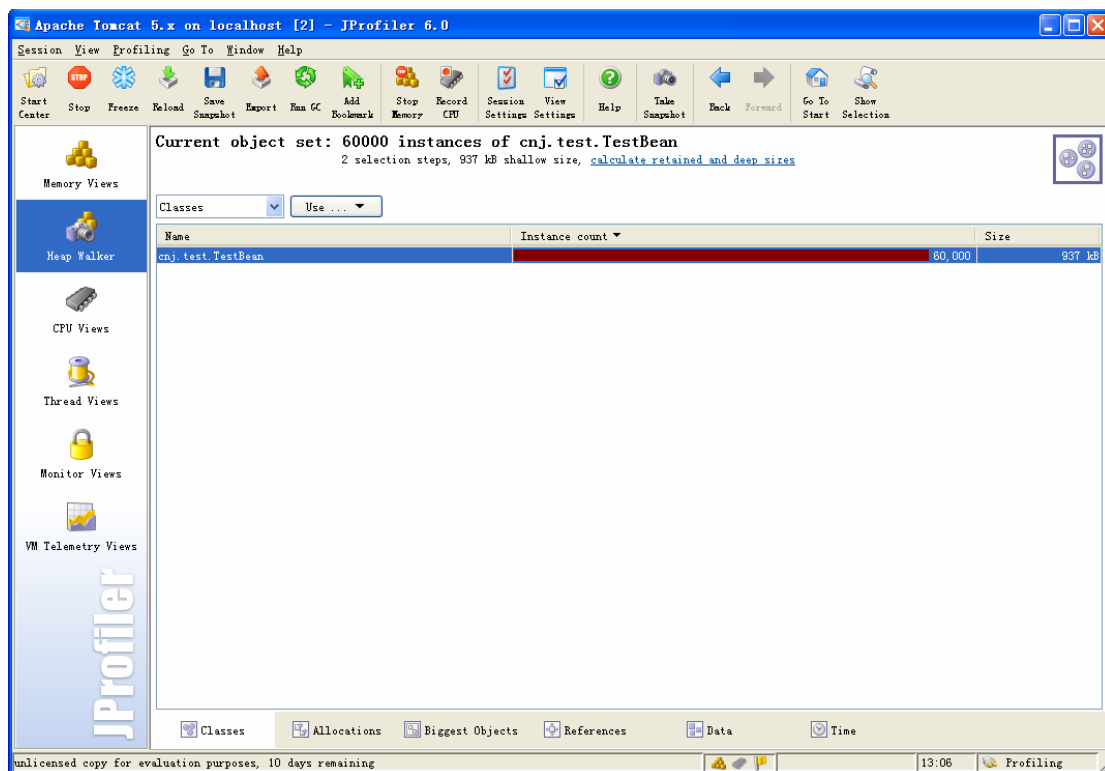 Apache Tomcat 5.x on localhost [2] - JProfiler 6.0
Session View Profiling Go To Window Help
Start Center Stop Freeze Reload Save Snapshot Export Run GC Add Bookmark Stop Memory Record CPU Session Settings View Settings Help Take Snapshot Back Forward Go To Start Show Selection
Current object set: 60000 instances of cnj.test.TestBean
2 selection steps, 937 kB shallow size, calculate retained and deep sizes
Memory Views
Classes Use ...
Name Instance count Size
Heap Walker
cnj.test.TestBean 60,000 937 kB
CPU Views
Thread Views
Monitor Views
VM Telemetry Views
JProfiler
Classes Allocations Biggest Objects References Data Time
unlicensed copy for evaluation purposes, 10 days remaining 13:06 Profiling